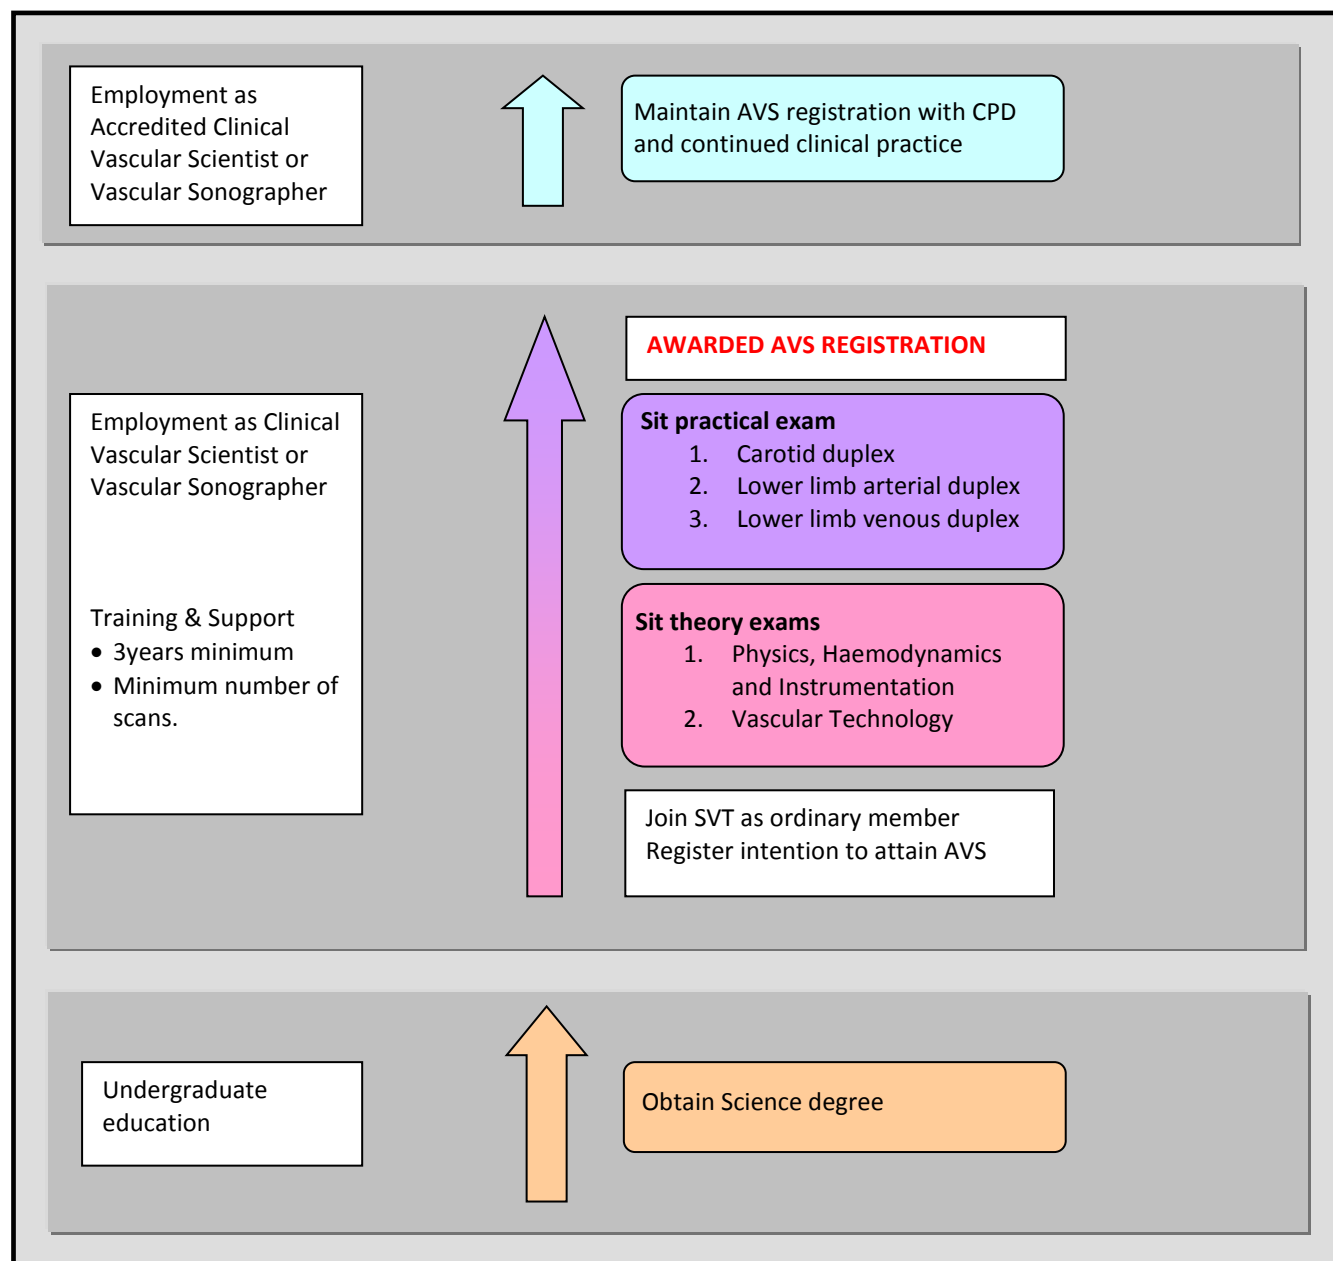 Employment as
Accredited Clinical
Vascular Scientist or
Vascular Sonographer
Maintain AVS registration with CPD
and continued clinical practice
AWARDED AVS REGISTRATION
Employment as Clinical
Vascular Scientist or
Vascular Sonographer
Training & Support
• 3years minimum
• Minimum number of
scans.
Sit practical exam
1. Carotid duplex
2. Lower limb arterial duplex
3. Lower limb venous duplex
Sit theory exams
1. Physics, Haemodynamics
and Instrumentation
2. Vascular Technology
Join SVT as ordinary member
Register intention to attain AVS
Undergraduate
education
Obtain Science degree